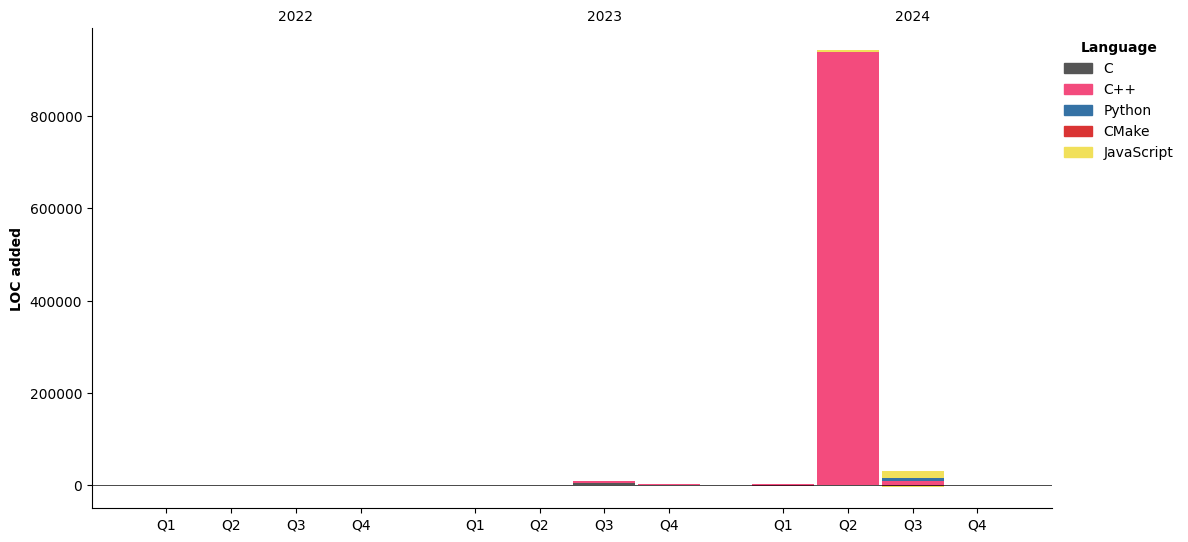 2022 2023 2024
Language
C
C++
Python
CMake
JavaScript
LOC added
800000
600000
400000
200000
0
Q1 Q2 Q3 Q4 Q1 Q2 Q3 Q4 Q1 Q2 Q3 Q4